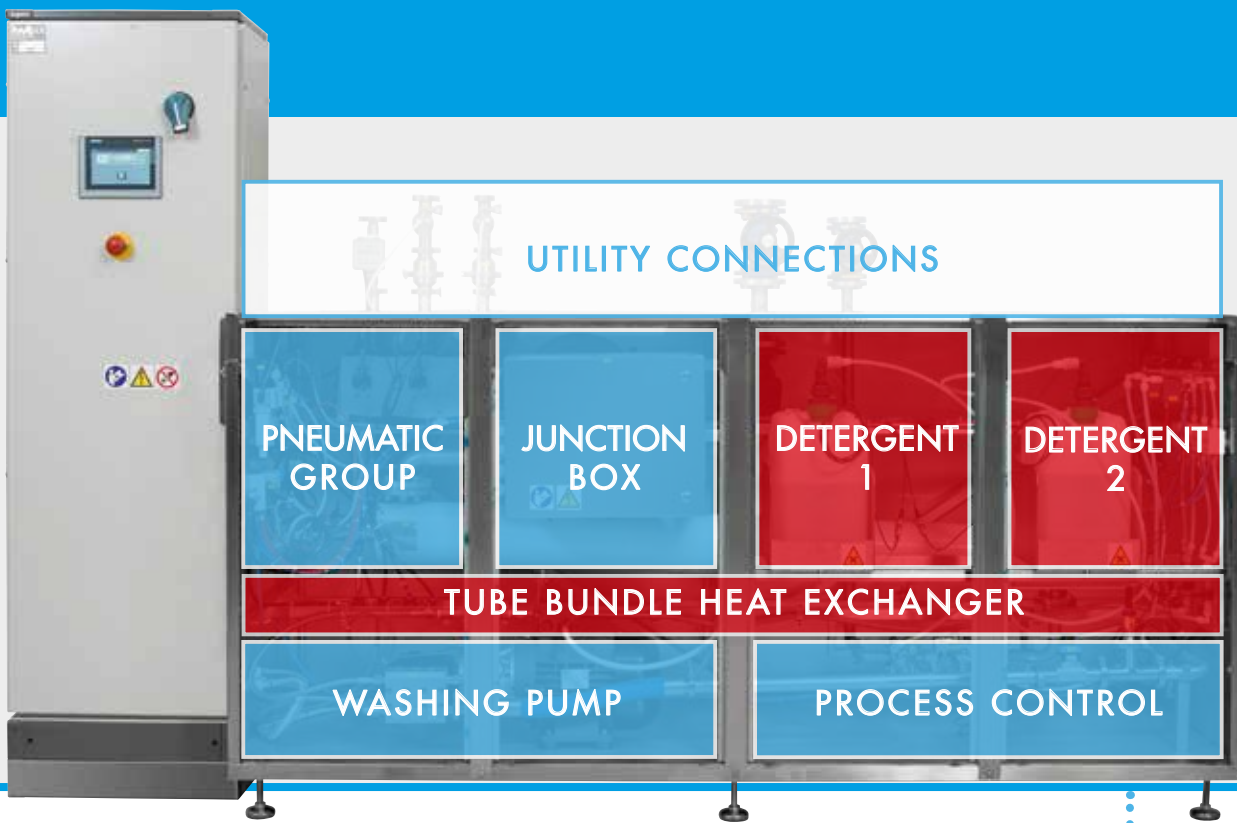 UTILITY CONNECTIONS
PNEUMATIC
GROUP
JUNCTION
BOX
DETERGENT
1
DETERGENT
2
TUBE BUNDLE HEAT EXCHANGER
WASHING PUMP
PROCESS CONTROL